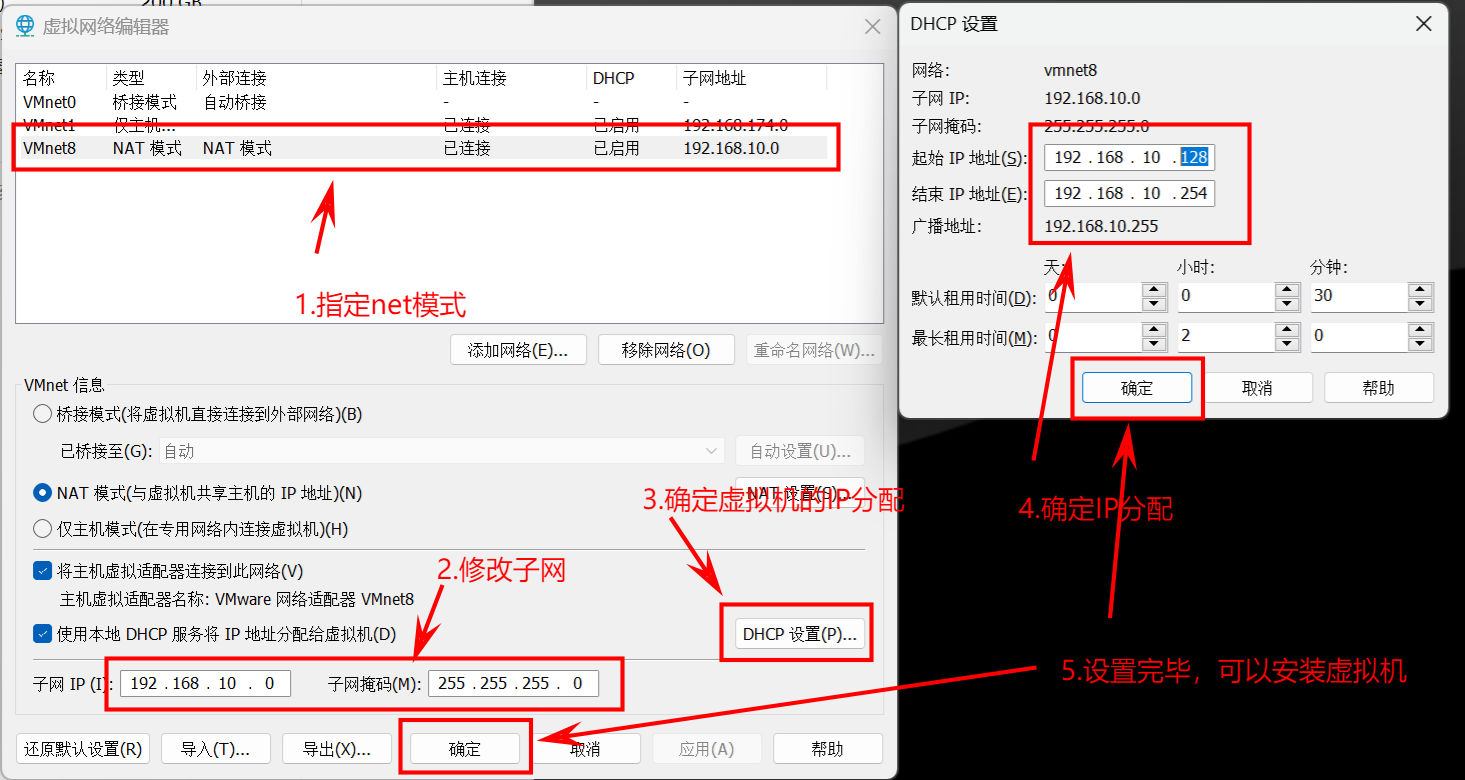 200 GB
虚拟网络编辑器
名称 类型 外部连接 主机连接 DHCP 子网地址
VMnet0 桥接模式 自动桥接 - - -
VMnet1 仅主机... 已连接 已启用 192.168.174.0
VMnet8 NAT 模式 NAT 模式 已连接 已启用 192.168.10.0
1.指定net模式
添加网络(E)... 移除网络(O) 重命名网络(W)...
VMnet 信息
桥接模式(将虚拟机直接连接到外部网络)(B)
已桥接至(G): 自动 自动设置(U)...
NAT 模式(与虚拟机共享主机的 IP 地址)(N) NAT 设置(S)...
3.确定虚拟机的IP分配
仅主机模式(在专用网络内连接虚拟机)(H)
2.修改子网
将主机虚拟适配器连接到此网络(V)
主机虚拟适配器名称: VMware 网络适配器 VMnet8
使用本地 DHCP 服务将 IP 地址分配给虚拟机(D) DHCP 设置(P)...
子网 IP (I): 192 . 168 . 10 . 0 子网掩码(M): 255 . 255 . 255 . 0
还原默认设置(R) 导入(T)... 导出(X)... 确定 取消 应用(A) 帮助
DHCP 设置
网络: vmnet8
子网 IP: 192.168.10.0
子网掩码: 255.255.255.0
起始 IP 地址(S): 192 . 168 . 10 . 128
结束 IP 地址(E): 192 . 168 . 10 . 254
广播地址: 192.168.10.255
天: 小时: 分钟:
默认租用时间(D): 0 0 30
最长租用时间(M): 0 2 0
确定 取消 帮助
4.确定IP分配
5.设置完毕，可以安装虚拟机